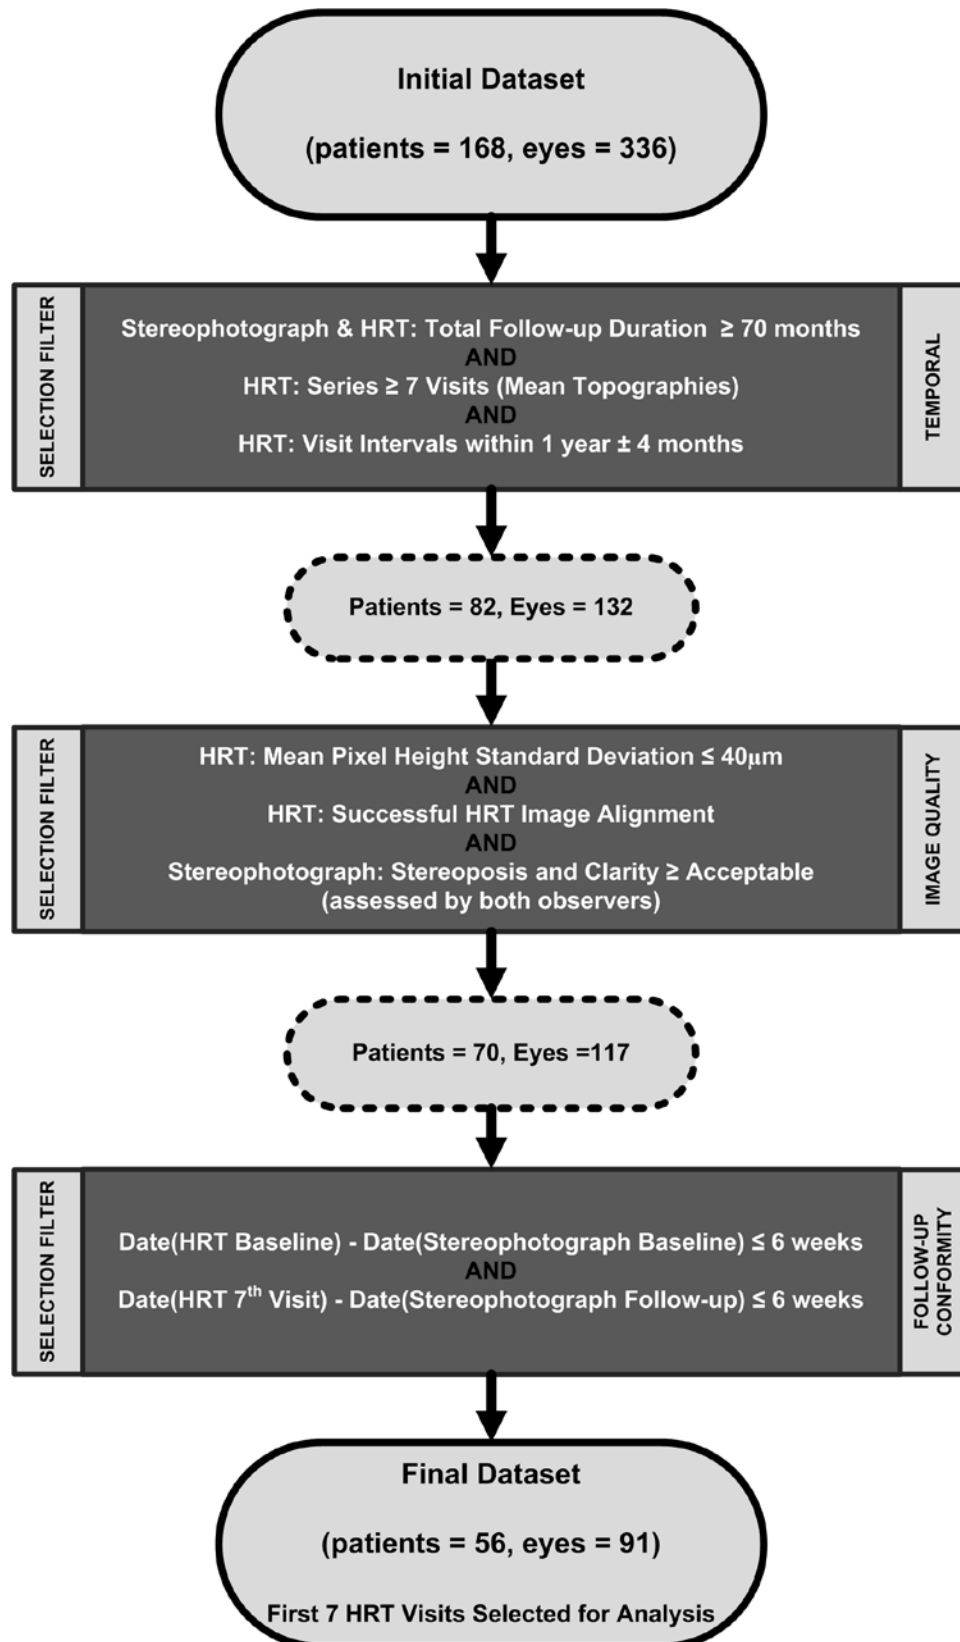 Initial Dataset
(patients = 168, eyes = 336)
SELECTION FILTER
Stereophotograph & HRT: Total Follow-up Duration ≥ 70 months
AND
HRT: Series ≥ 7 Visits (Mean Topographies)
AND
HRT: Visit Intervals within 1 year ± 4 months
TEMPORAL
Patients = 82, Eyes = 132
SELECTION FILTER
HRT: Mean Pixel Height Standard Deviation ≤ 40μm
AND
HRT: Successful HRT Image Alignment
AND
Stereophotograph: Stereoposis and Clarity ≥ Acceptable
(assessed by both observers)
IMAGE QUALITY
Patients = 70, Eyes =117
SELECTION FILTER
Date(HRT Baseline) - Date(Stereophotograph Baseline) ≤ 6 weeks
AND
Date(HRT 7th Visit) - Date(Stereophotograph Follow-up) ≤ 6 weeks
FOLLOW-UP
CONFORMITY
Final Dataset
(patients = 56, eyes = 91)
First 7 HRT Visits Selected for Analysis